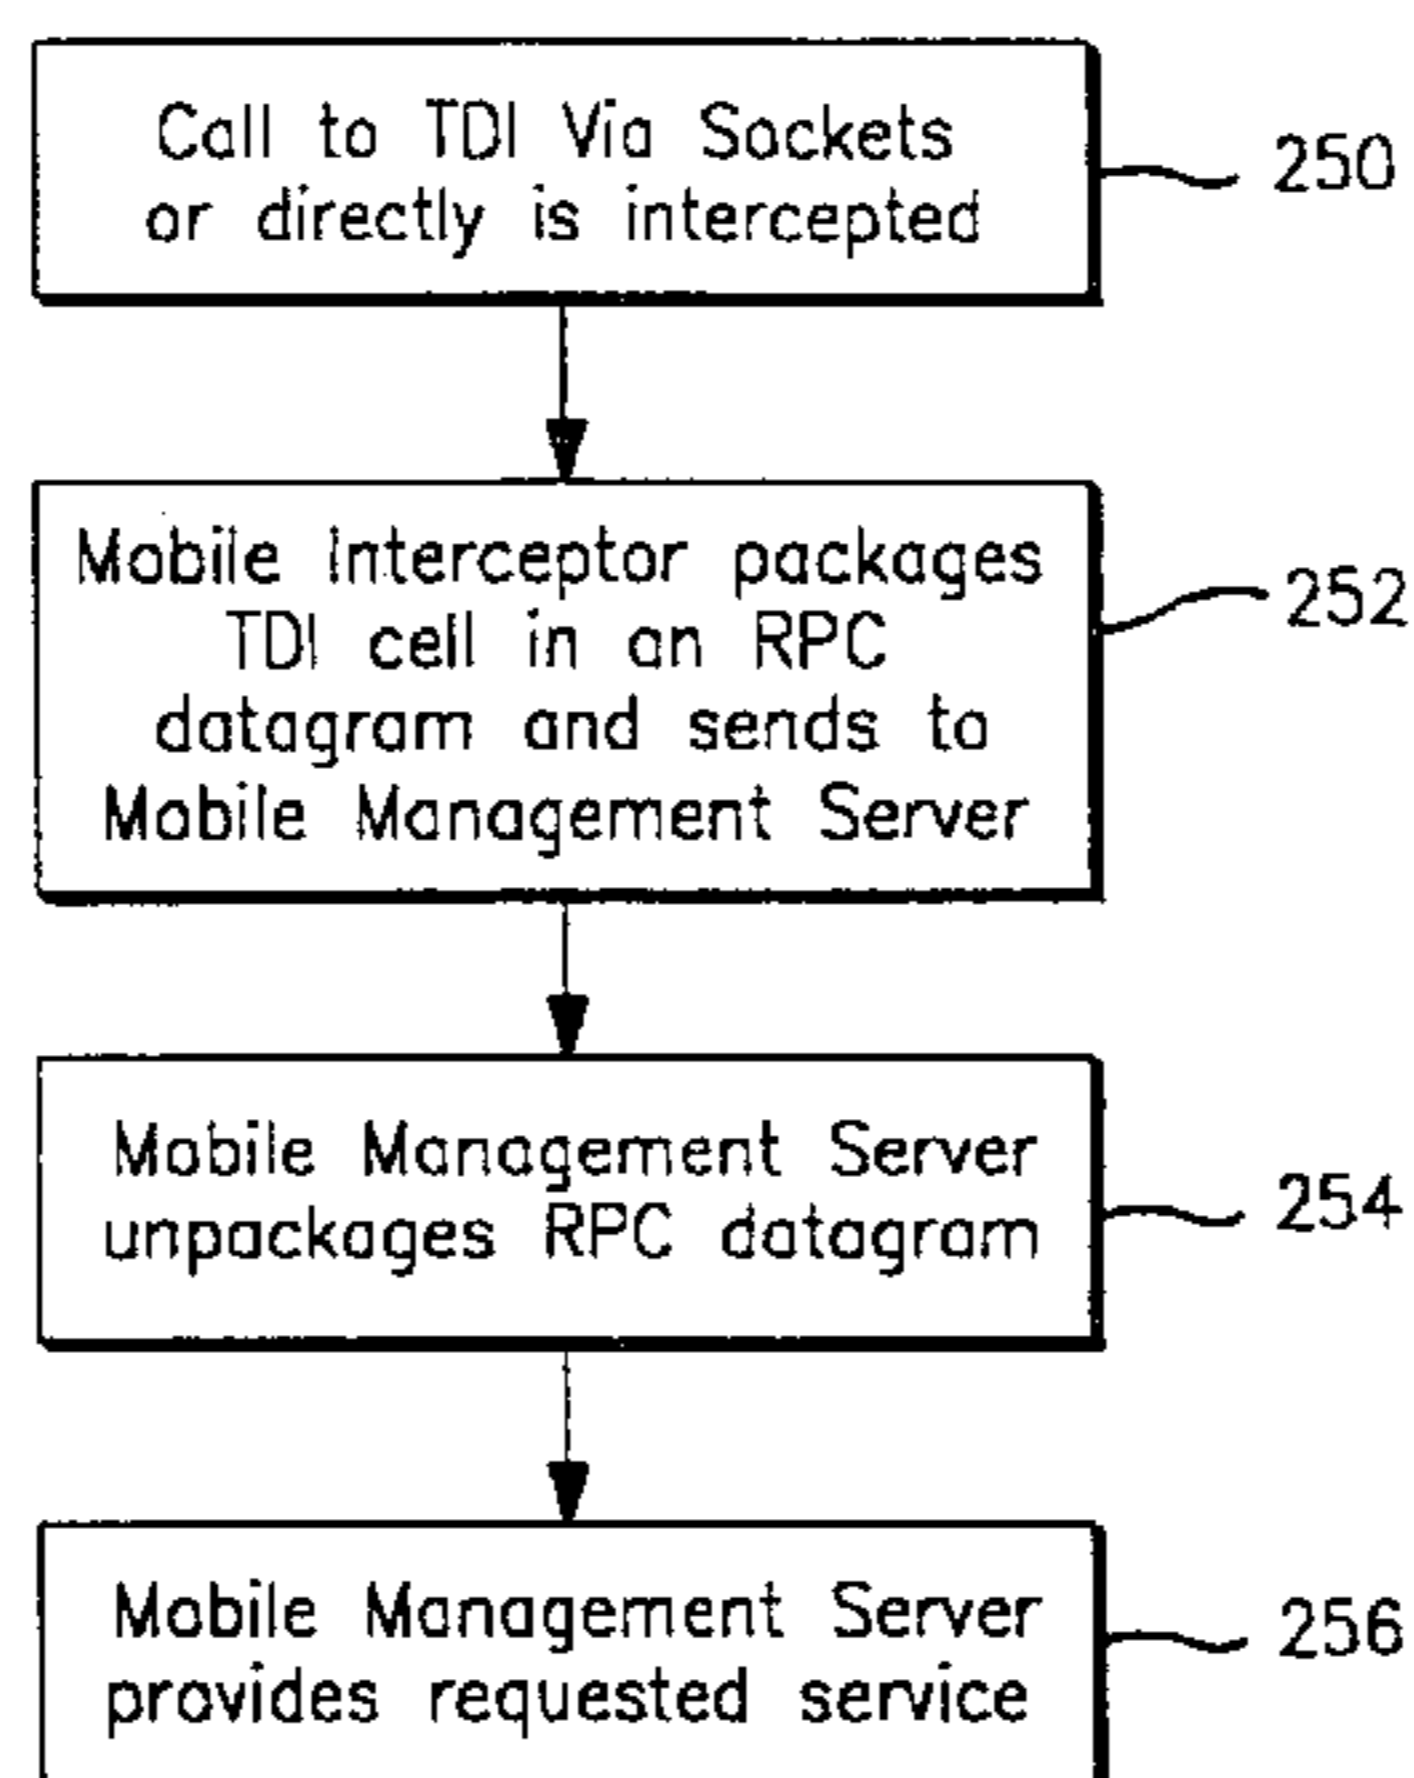 Call to TDI Via Sockets
or directly is intercepted
250
Mobile Interceptor packages
TDI cell in an RPC
datagram and sends to
Mobile Management Server
252
Mobile Management Server
unpackages RPC datagram
254
Mobile Management Server
provides requested service
256